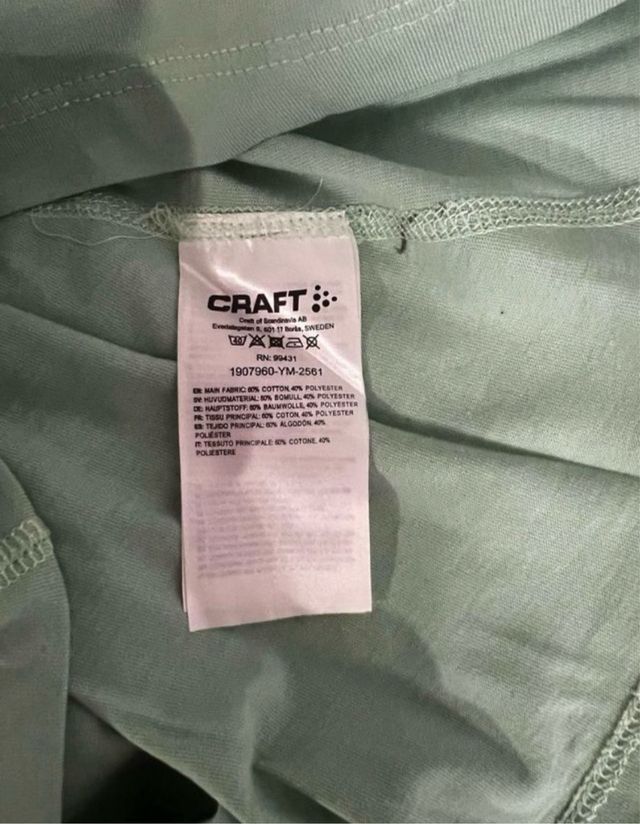 CRAFT
Craft of Scandinavia AB
Evedalsgatan 5, 501 11 Borås, SWEDEN
RN: 99431
1907960-YM-2561
EN: MAIN FABRIC: 60% COTTON, 40% POLYESTER
SV: HUVUDMATERIAL: 60% BOMULL, 40% POLYESTER
DE: HAUPTSTOFF: 60% BAUMWOLLE, 40% POLYESTER
FR: TISSU PRINCIPAL: 60% COTON, 40% POLYESTER
ES: TEJIDO PRINCIPAL: 60% ALGODÓN, 40%
POLIÉSTER
IT: TESSUTO PRINCIPALE: 60% COTONE, 40%
POLIESTERE